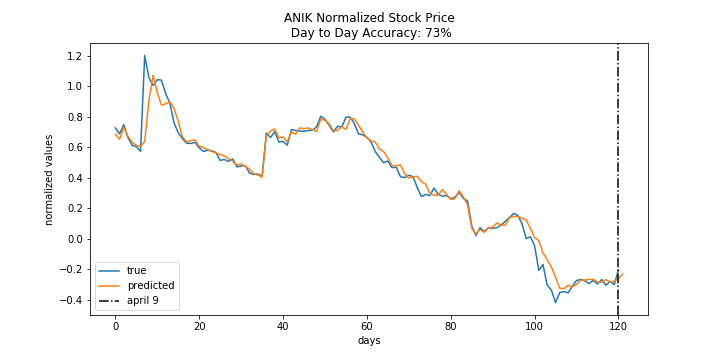 ANIK Normalized Stock Price
Day to Day Accuracy: 73%
normalized values
1.2
1.0
0.8
0.6
0.4
0.2
0.0
−0.2
−0.4
true
predicted
april 9
0
20
40
60
80
100
120
days